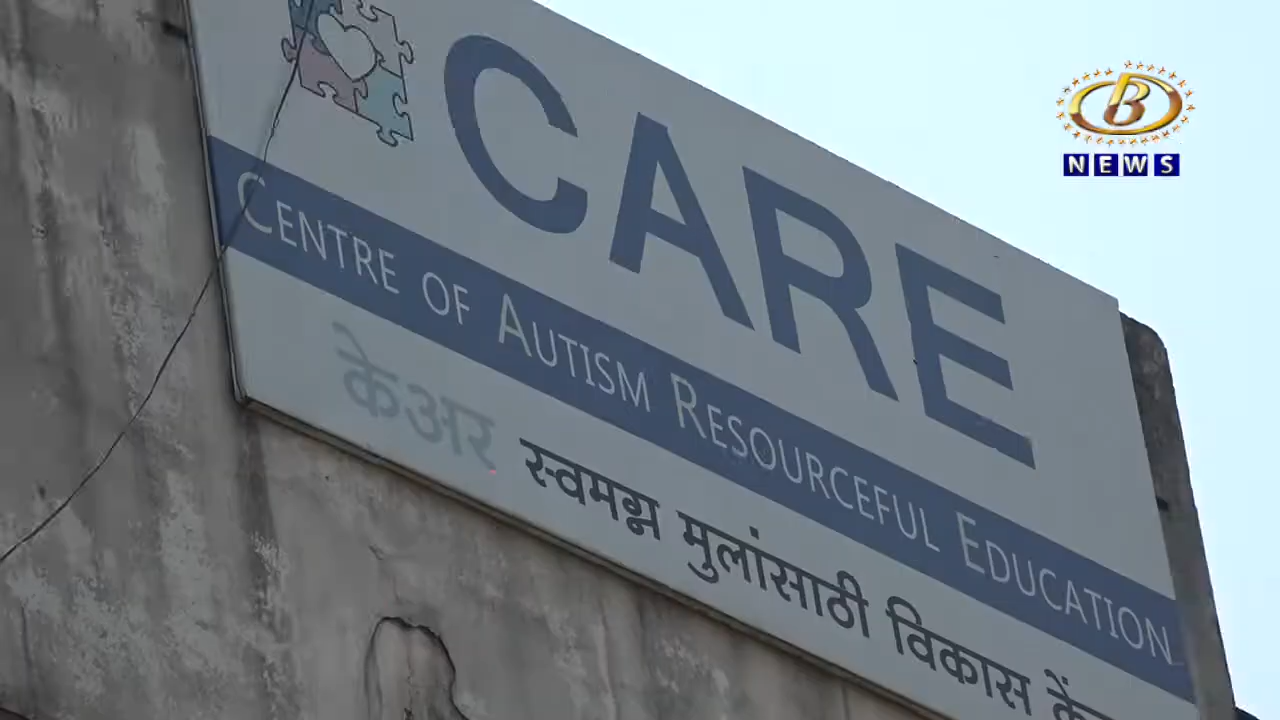 CARE
CENTRE OF AUTISM RESOURCEFUL EDUCATION
केअर स्वमग्न मुलांसाठी विकास
B
NEWS